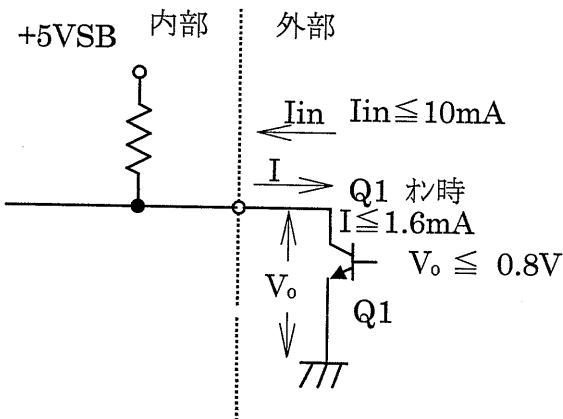 +5VSB
内部
外部
Iin
Iin≦10mA
I
Q1 オン時
I≦1.6mA
Vo
Vo ≦ 0.8V
Q1